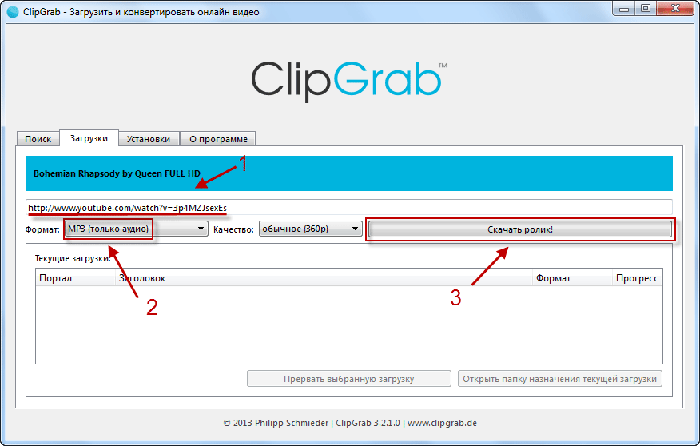 ClipGrab - Загрузить и конвертировать онлайн видео
ClipGrab™
Поиск Загрузки Установки О программе
Bohemian Rhapsody by Queen FULL HD
1
http://www.youtube.com/watch?v=3p4MZJsexEs
Формат: MP3 (только аудио) Качество: обычное (360p) Скачать ролик!
Текущие загрузки:
2
3
Портал Заголовок Формат Прогресс
Прервать выбранную загрузку Открыть папку назначения текущей загрузки
© 2013 Philipp Schmieder | ClipGrab 3.2.1.0 | www.clipgrab.de